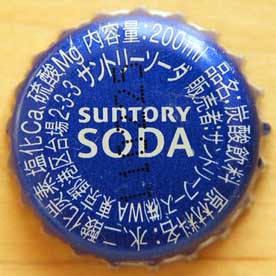 SUNTORY
SODA
サントリーソーダ
品名:炭酸飲料
原材料名:水、二酸化炭素、塩化Ca、硫酸Mg 内容量:200ml
販売者:サントリーフーズ(株)WA
東京都港区台場2-3-3